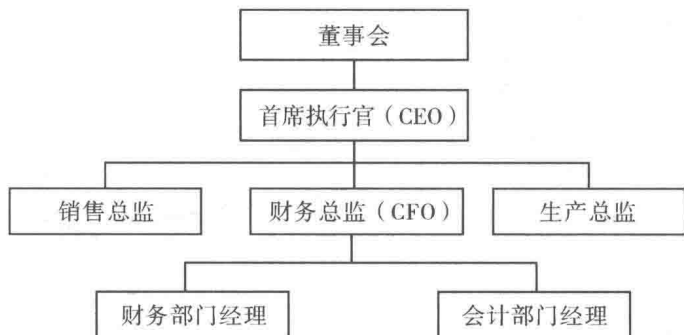 董事会
首席执行官（CEO）
销售总监
财务总监（CFO）
生产总监
财务部门经理
会计部门经理